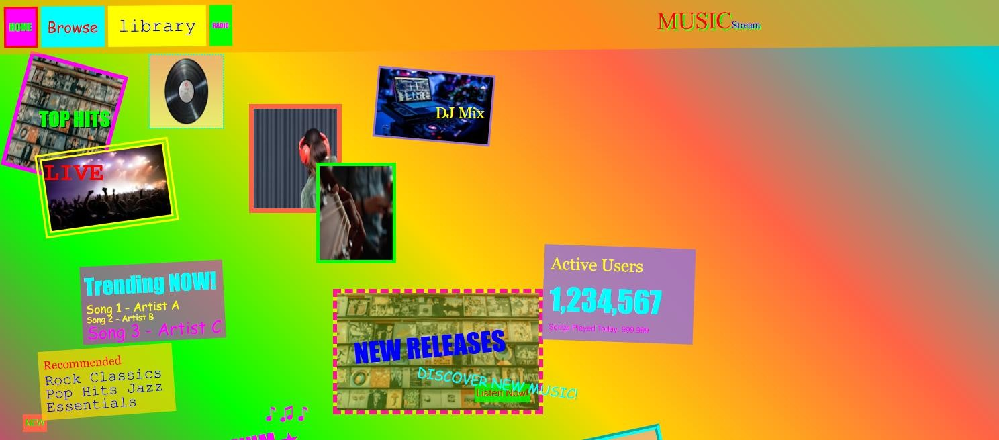 HOME
Browse
library
RADIO
MUSICStream
TOP HITS
DJ Mix
LIVE
Active Users
1,234,567
Songs Played Today: 999,999
Trending NOW!
Song 1 - Artist A
Song 2 - Artist B
Song 3 - Artist C
NEW RELEASES
DISCOVER NEW MUSIC!
Listen Now!
Recommended
Rock Classics
Pop Hits Jazz
Essentials
NEW